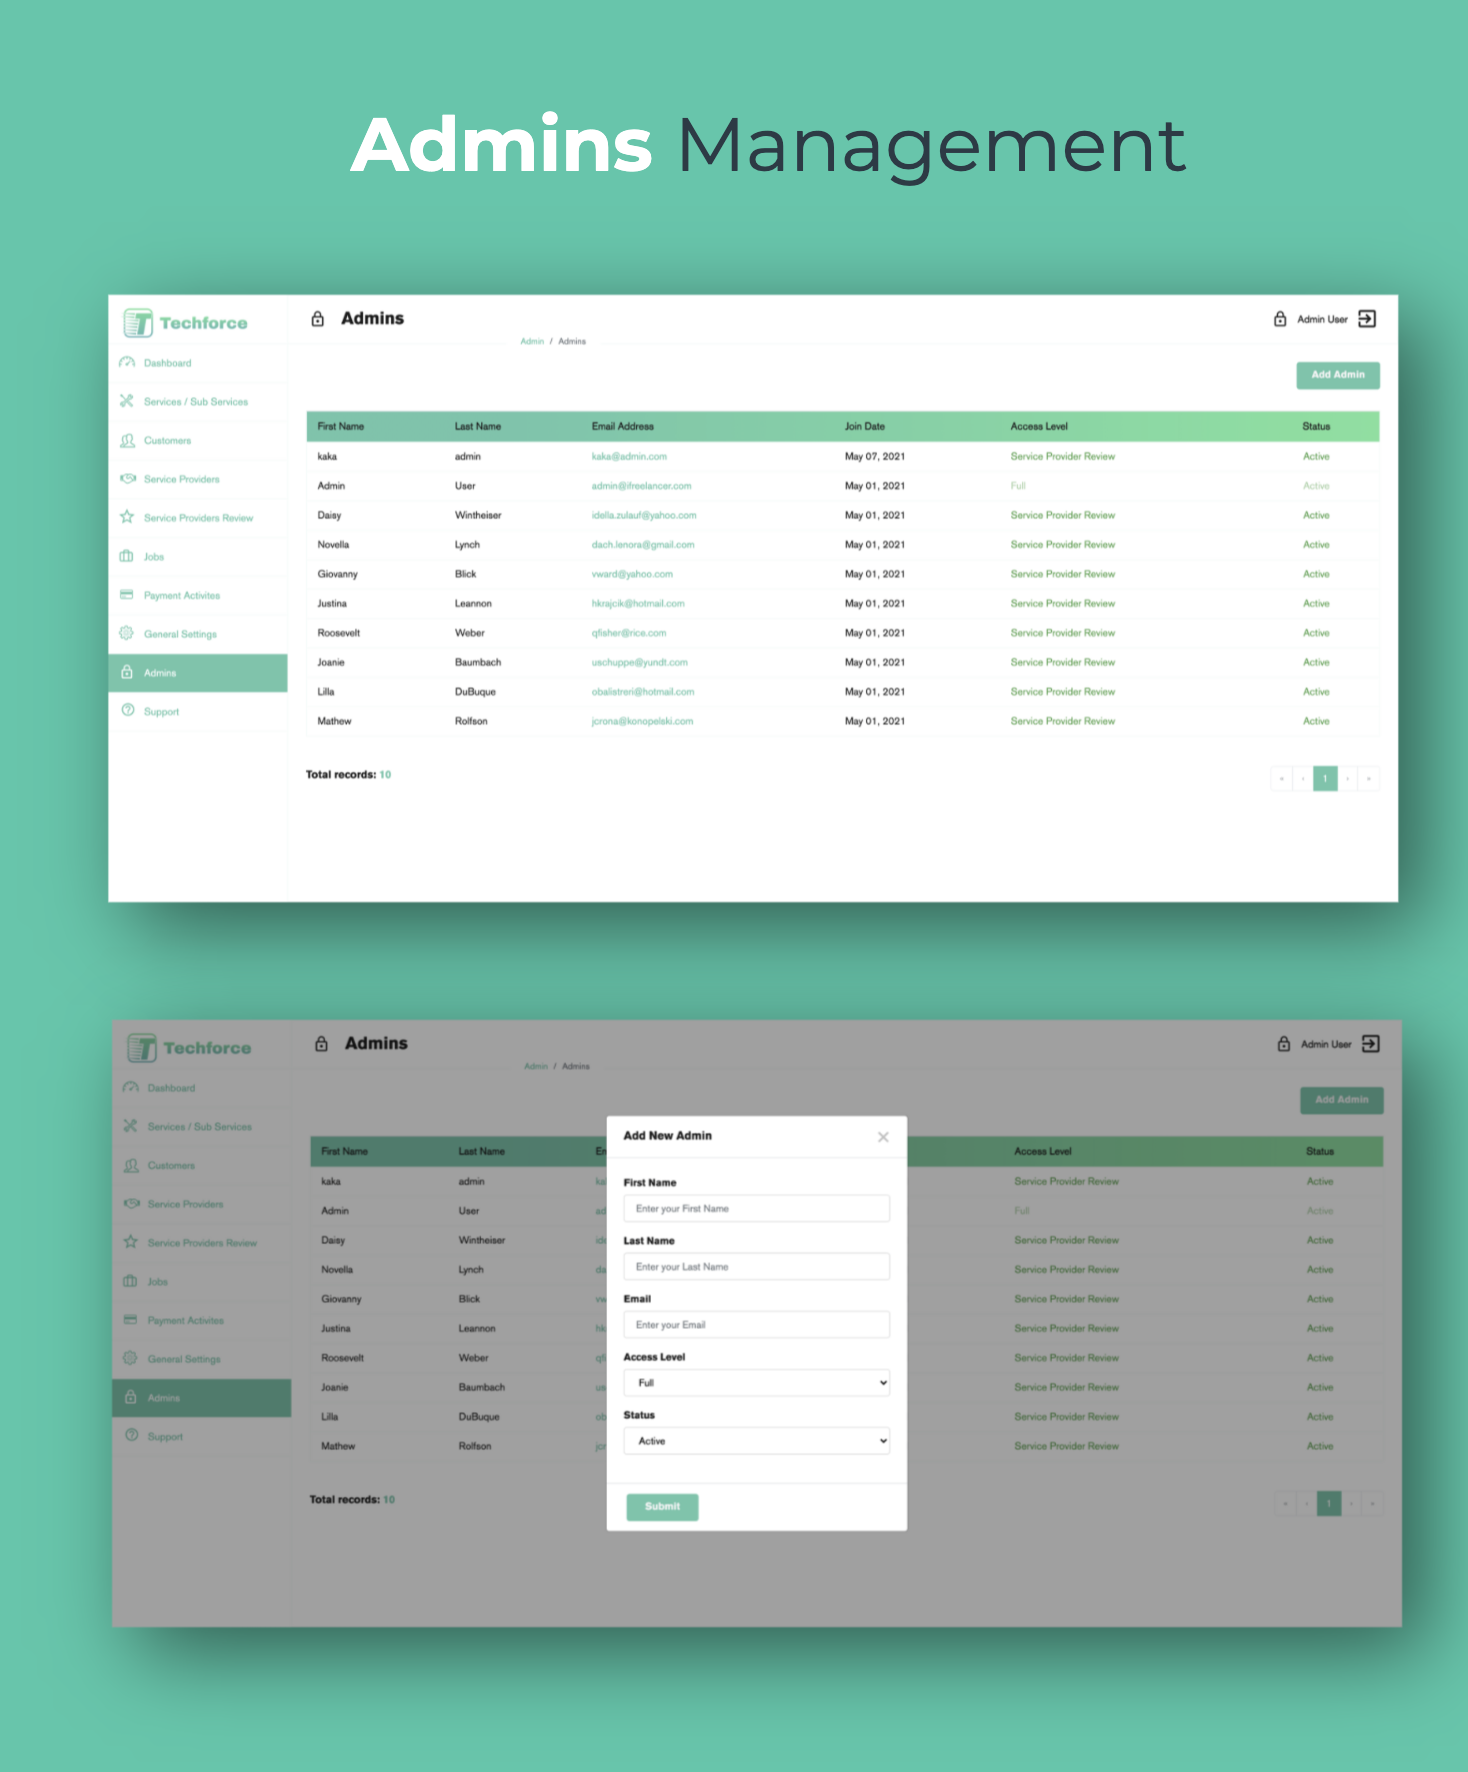 Admins Management
Techforce
Admins
Admin User
Admin / Admins
Dashboard
Services / Sub Services
Customers
Service Providers
Service Providers Review
Jobs
Payment Activites
General Settings
Admins
Support
Add Admin
First Name Last Name Email Address Join Date Access Level Status
kaka admin kaka@admin.com May 07, 2021 Service Provider Review Active
Admin User admin@ifreelancer.com May 01, 2021 Full Active
Daisy Wintheiser idella.zulauf@yahoo.com May 01, 2021 Service Provider Review Active
Novella Lynch dach.lenora@gmail.com May 01, 2021 Service Provider Review Active
Giovanny Blick vward@yahoo.com May 01, 2021 Service Provider Review Active
Justina Leannon hkrajcik@hotmail.com May 01, 2021 Service Provider Review Active
Roosevelt Weber qfisher@rice.com May 01, 2021 Service Provider Review Active
Joanie Baumbach uschuppe@yundt.com May 01, 2021 Service Provider Review Active
Lilla DuBuque obalistreri@hotmail.com May 01, 2021 Service Provider Review Active
Mathew Rolfson jcrona@konopelski.com May 01, 2021 Service Provider Review Active
Total records: 10
« ‹ 1 › »
Techforce
Admins
Admin User
Admin / Admins
Dashboard
Services / Sub Services
Customers
Service Providers
Service Providers Review
Jobs
Payment Activites
General Settings
Admins
Support
Add Admin
First Name Last Name Em Access Level Status
kaka admin ka Service Provider Review Active
Admin User ad Full Active
Daisy Wintheiser ide Service Provider Review Active
Novella Lynch da Service Provider Review Active
Giovanny Blick vw Service Provider Review Active
Justina Leannon hk Service Provider Review Active
Roosevelt Weber qfi Service Provider Review Active
Joanie Baumbach us Service Provider Review Active
Lilla DuBuque ob Service Provider Review Active
Mathew Rolfson jcr Service Provider Review Active
Total records: 10
« ‹ 1 › »
Add New Admin ×
First Name
Enter your First Name
Last Name
Enter your Last Name
Email
Enter your Email
Access Level
Full
Status
Active
Submit